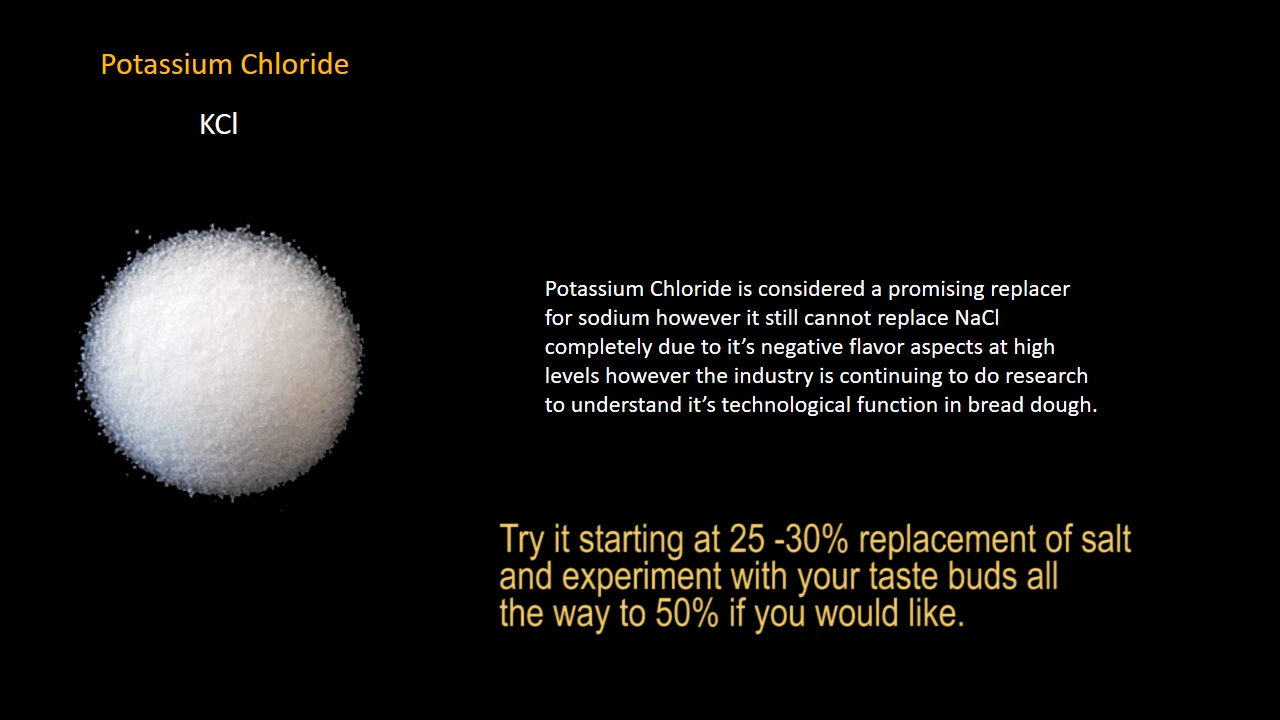 Potassium Chloride
KCl
Potassium Chloride is considered a promising replacer
for sodium however it still cannot replace NaCl
completely due to it’s negative flavor aspects at high
levels however the industry is continuing to do research
to understand it’s technological function in bread dough.
Try it starting at 25 -30% replacement of salt
and experiment with your taste buds all
the way to 50% if you would like.